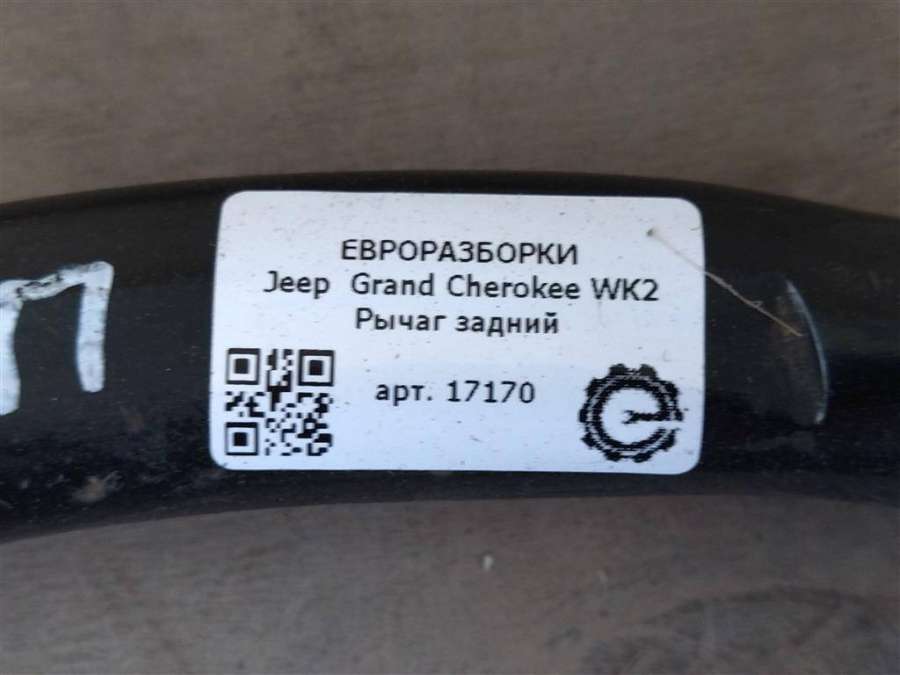 ЕВРОРАЗБОРКИ
Jeep Grand Cherokee WK2
Рычаг задний
арт. 17170
П